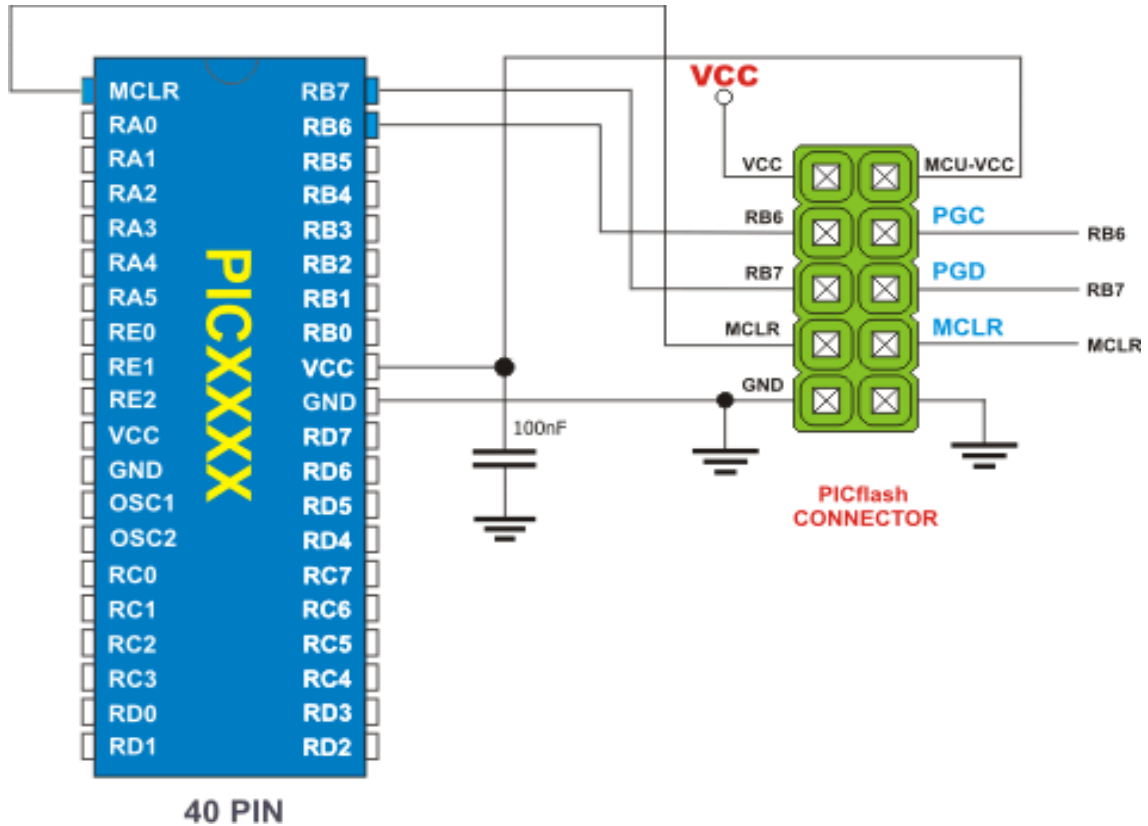 MCLR
RA0
RA1
RA2
RA3
RA4
RA5
RE0
RE1
RE2
VCC
GND
OSC1
OSC2
RC0
RC1
RC2
RC3
RD0
RD1
PICXXXX
RB7
RB6
RB5
RB4
RB3
RB2
RB1
RB0
VCC
GND
RD7
RD6
RD5
RD4
RC7
RC6
RC5
RC4
RD3
RD2
40 PIN
100nF
VCC
VCC
RB6
RB7
MCLR
GND
MCU-VCC
PGC
RB6
PGD
RB7
MCLR
MCLR
PICflash
CONNECTOR